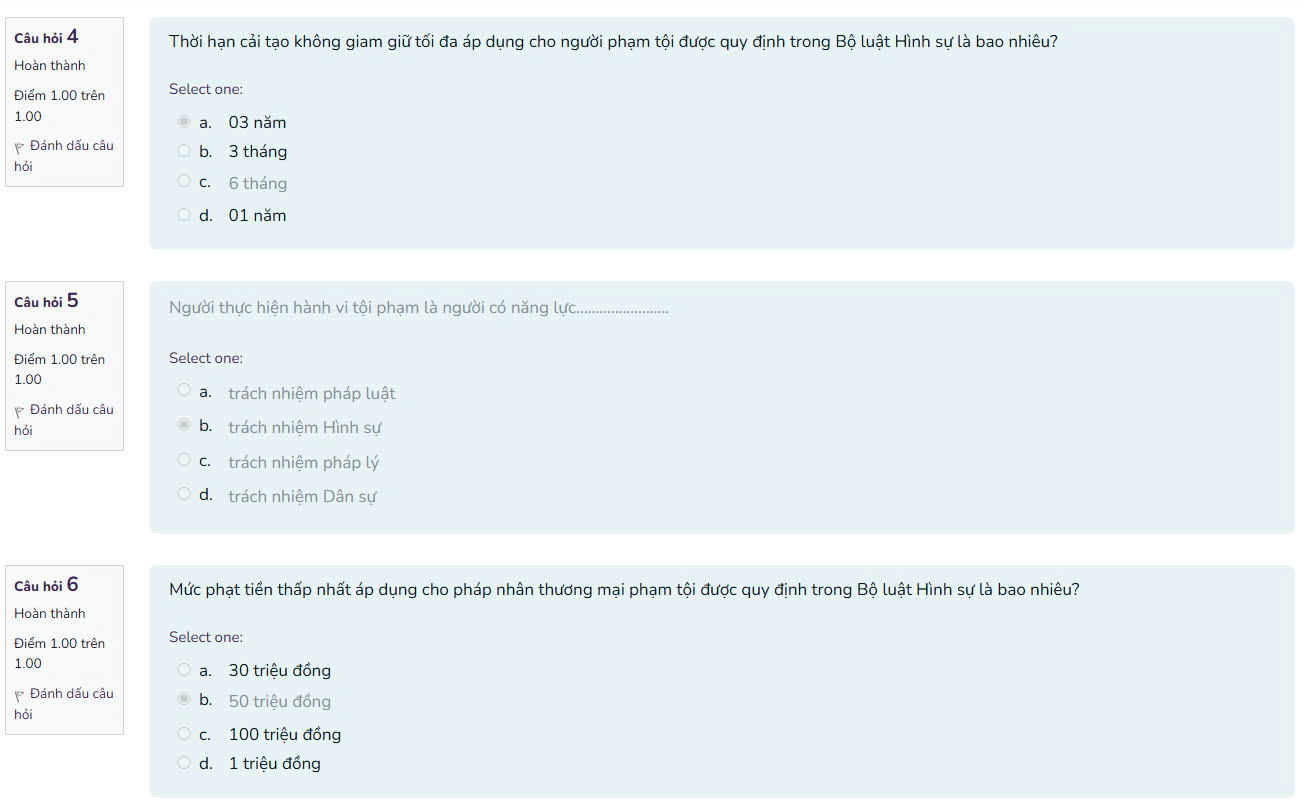 Câu hỏi 4
Hoàn thành
Điểm 1.00 trên
1.00
Đánh dấu câu
hỏi
Thời hạn cải tạo không giam giữ tối đa áp dụng cho người phạm tội được quy định trong Bộ luật Hình sự là bao nhiêu?
Select one:
a. 03 năm
b. 3 tháng
c. 6 tháng
d. 01 năm
Câu hỏi 5
Hoàn thành
Điểm 1.00 trên
1.00
Đánh dấu câu
hỏi
Người thực hiện hành vi tội phạm là người có năng lực........................
Select one:
a. trách nhiệm pháp luật
b. trách nhiệm Hình sự
c. trách nhiệm pháp lý
d. trách nhiệm Dân sự
Câu hỏi 6
Hoàn thành
Điểm 1.00 trên
1.00
Đánh dấu câu
hỏi
Mức phạt tiền thấp nhất áp dụng cho pháp nhân thương mại phạm tội được quy định trong Bộ luật Hình sự là bao nhiêu?
Select one:
a. 30 triệu đồng
b. 50 triệu đồng
c. 100 triệu đồng
d. 1 triệu đồng